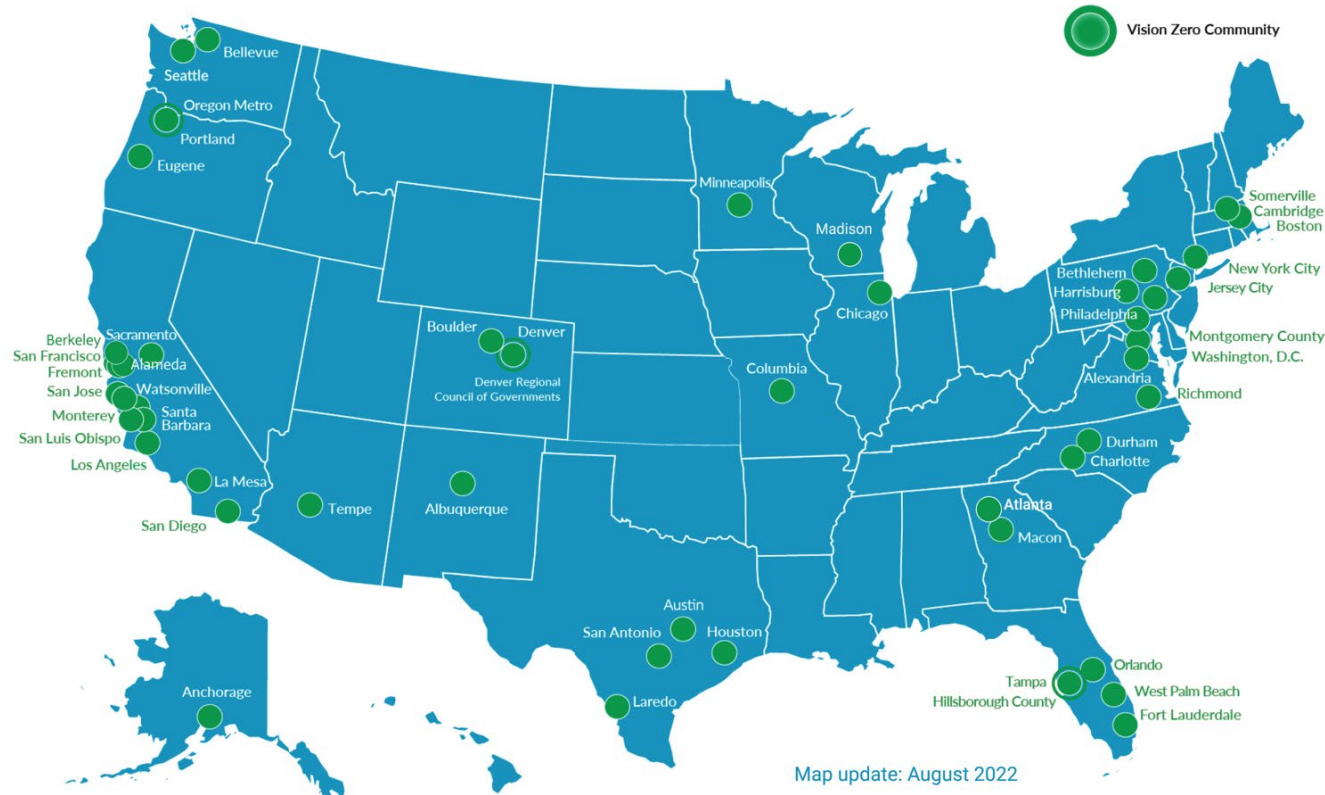 Vision Zero Community
Bellevue
Seattle
Oregon Metro
Portland
Eugene
Minneapolis
Madison
Chicago
Somerville
Cambridge
Boston
New York City
Jersey City
Bethlehem
Harrisburg
Philadelphia
Montgomery County
Washington, D.C.
Alexandria
Richmond
Boulder
Denver
Denver Regional
Council of Governments
Columbia
Sacramento
Berkeley
San Francisco
Alameda
Fremont
San Jose
Watsonville
Monterey
Santa
Barbara
San Luis Obispo
Los Angeles
La Mesa
San Diego
Tempe
Albuquerque
Durham
Charlotte
Atlanta
Macon
Austin
San Antonio
Houston
Laredo
Anchorage
Orlando
Tampa
Hillsborough County
West Palm Beach
Fort Lauderdale
Map update: August 2022